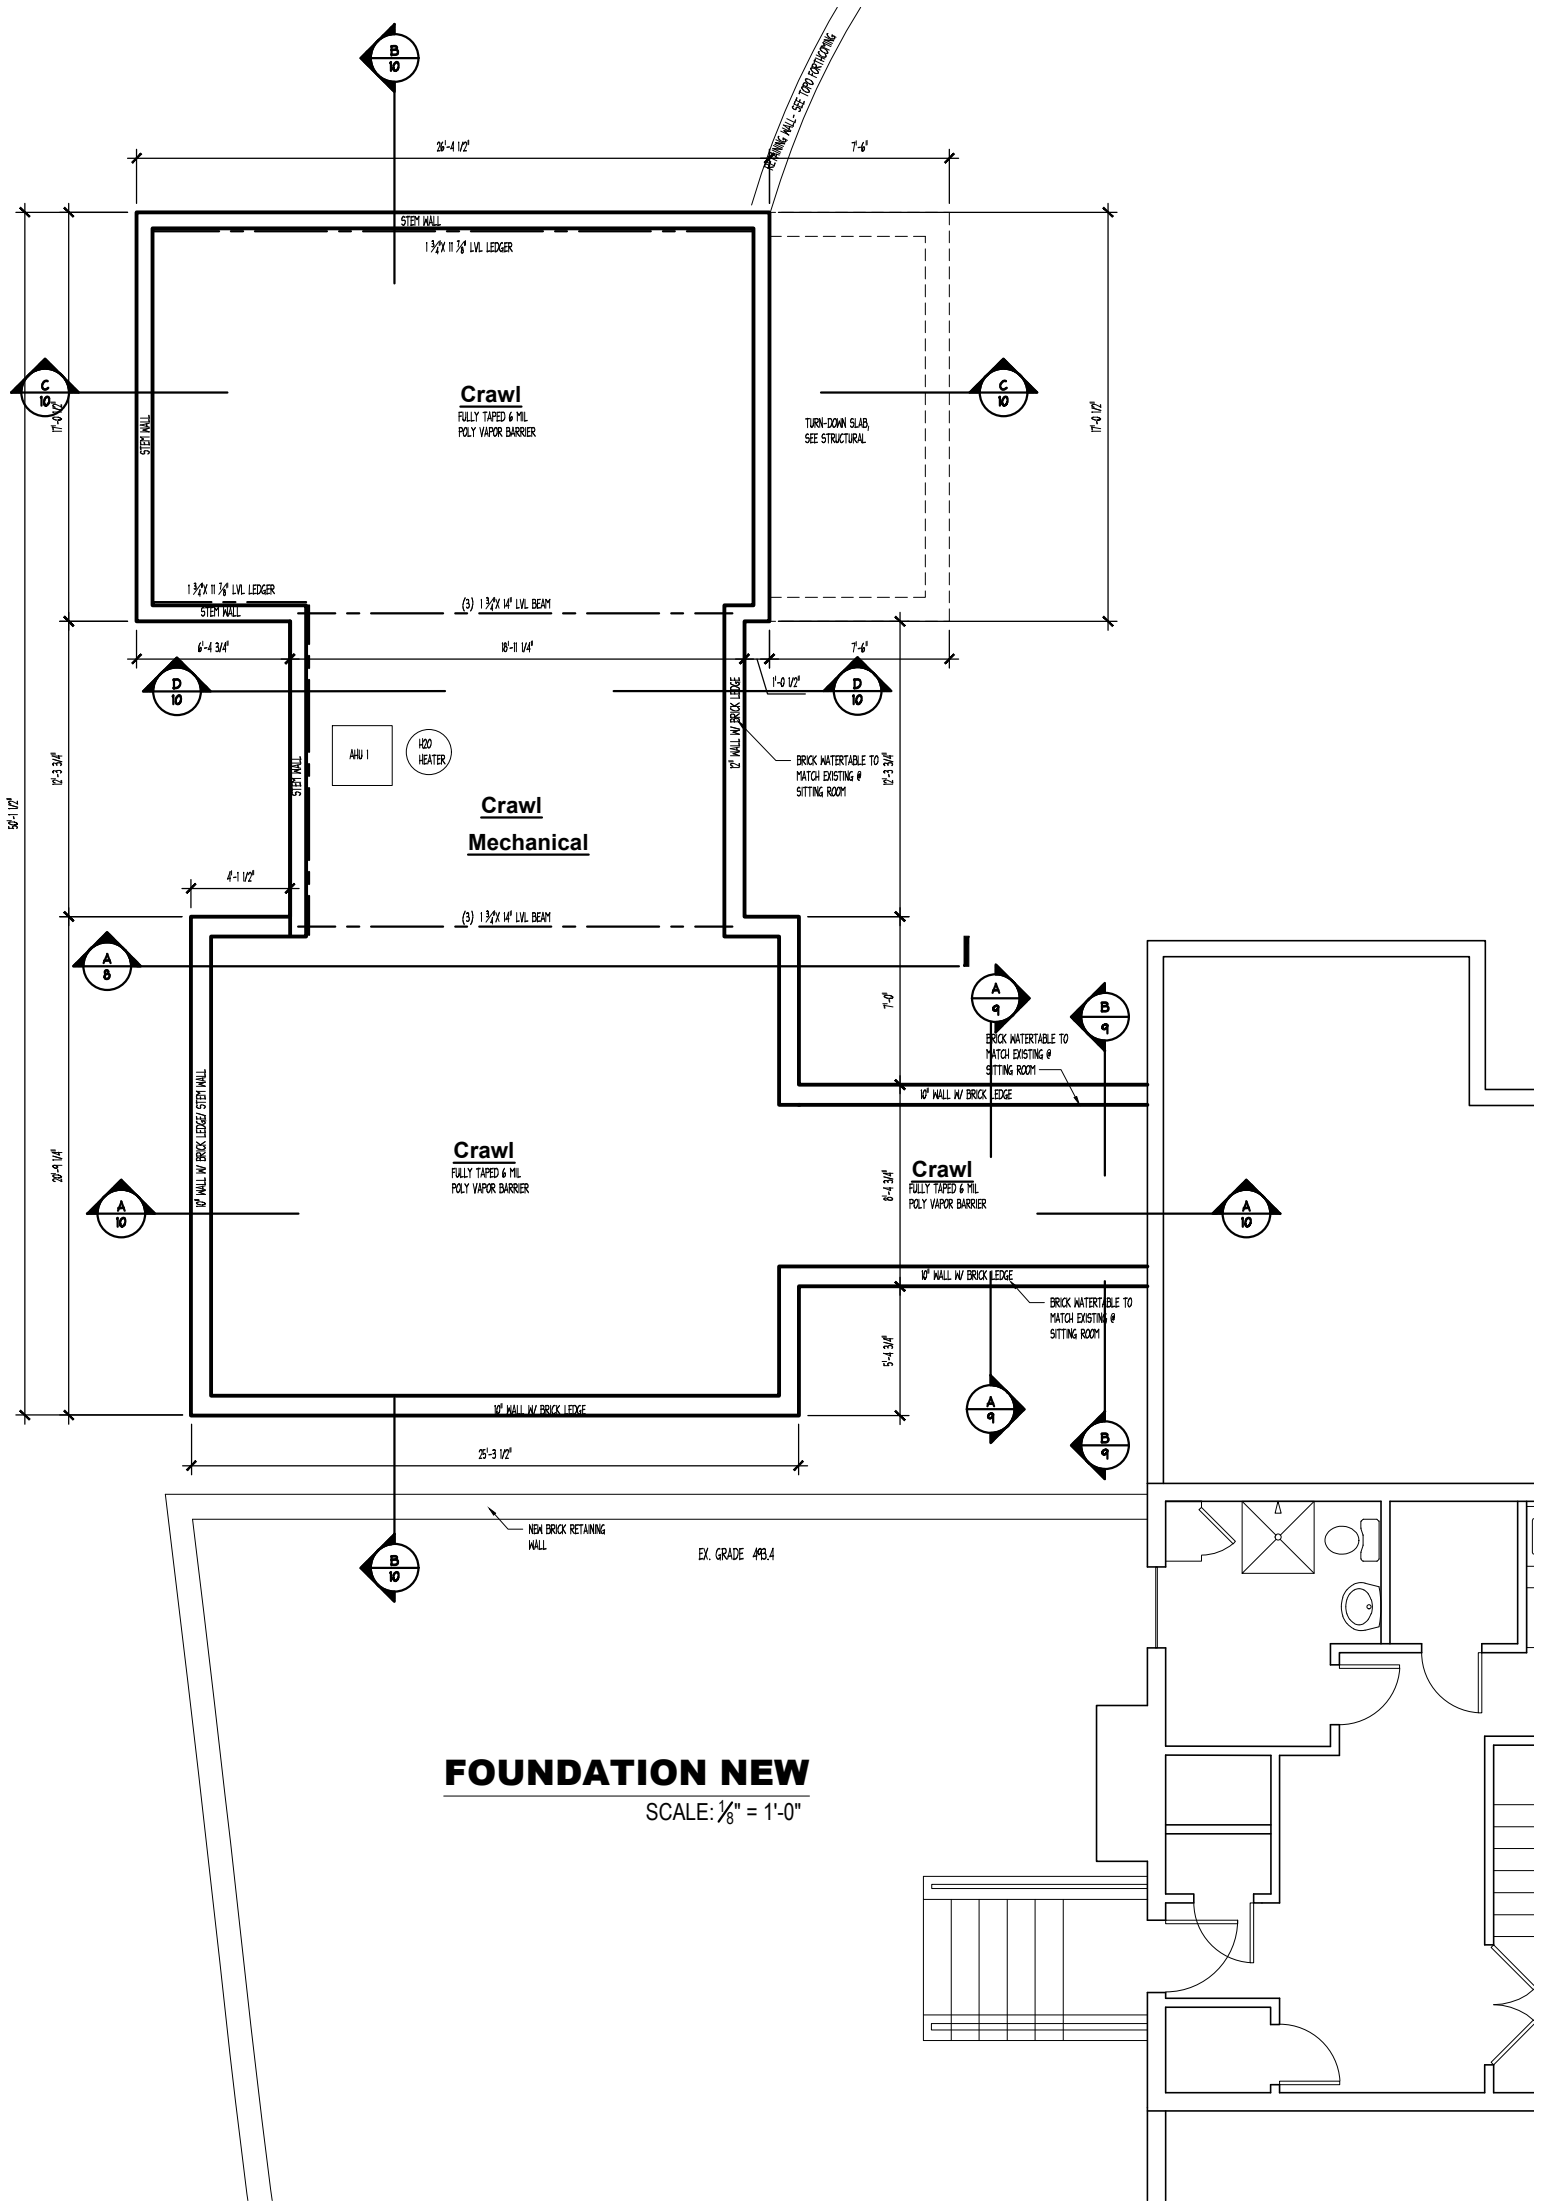 B
10
RETAINING WALL - SEE TOPO FORTHCOMING
26'-4 1/2"
7'-6"
STEM WALL
1 3/4"X 11 7/8" LVL LEDGER
C
10
17'-0 1/2"
STEM WALL
Crawl
FULLY TAPED 6 MIL
POLY VAPOR BARRIER
TURN-DOWN SLAB,
SEE STRUCTURAL
C
10
17'-0 1/2"
1 3/4"X 11 7/8" LVL LEDGER
STEM WALL
(3) 1 3/4"X 14" LVL BEAM
6'-4 3/4"
18'-11 1/4"
7'-6"
1'-0 1/2"
D
10
D
10
12" WALL W/ BRICK LEDGE
AHU 1
H2O
HEATER
STEM WALL
12'-3 3/4"
BRICK WATERTABLE TO
MATCH EXISTING @
SITTING ROOM
12'-3 3/4"
50'-1 1/2"
Crawl
Mechanical
4'-1 1/2"
(3) 1 3/4"X 14" LVL BEAM
A
8
7'-0"
A
9
B
9
BRICK WATERTABLE TO
MATCH EXISTING @
SITTING ROOM
10" WALL W/ BRICK LEDGE
10" WALL W/ BRICK LEDGE/ STEM WALL
20'-9 1/4"
Crawl
FULLY TAPED 6 MIL
POLY VAPOR BARRIER
8'-4 3/4"
Crawl
FULLY TAPED 6 MIL
POLY VAPOR BARRIER
A
10
A
10
10" WALL W/ BRICK LEDGE
BRICK WATERTABLE TO
MATCH EXISTING @
SITTING ROOM
5'-4 3/4"
10" WALL W/ BRICK LEDGE
A
9
B
9
25'-3 1/2"
NEW BRICK RETAINING
WALL
EX. GRADE 493.4
B
10
FOUNDATION NEW
SCALE: 1/8" = 1'-0"